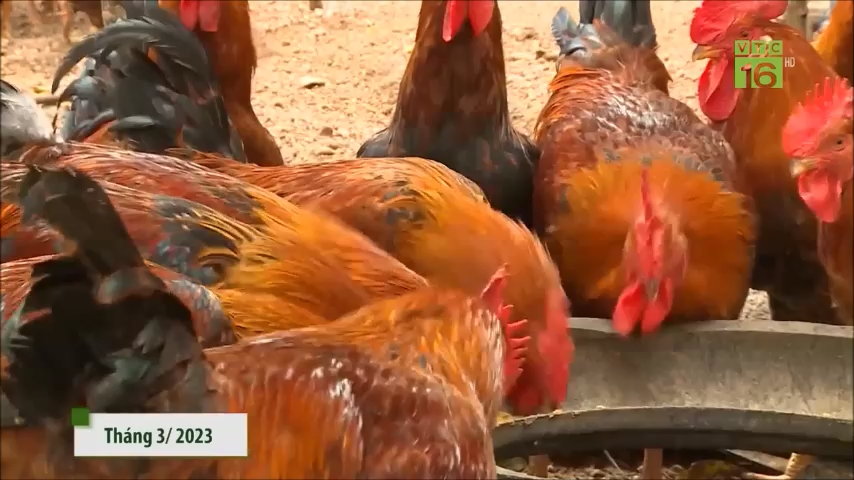 VTC
16 HD
Tháng 3/ 2023